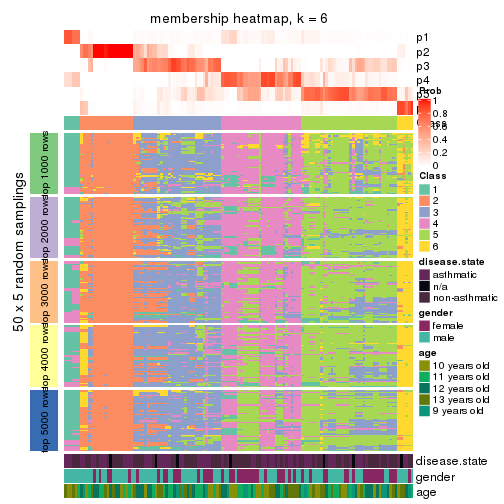 membership heatmap, k = 6
p1
p2
p3
p4
Prob
1
0.8
0.6
0.4
0.2
0
Class
1
2
3
4
5
6
disease.state
asthmatic
n/a
non-asthmatic
gender
female
male
age
10 years old
11 years old
12 years old
13 years old
9 years old
50 x 5 random samplings
top 1000 rows
top 2000 rows
top 3000 rows
top 4000 rows
top 5000 rows
disease.state
gender
age